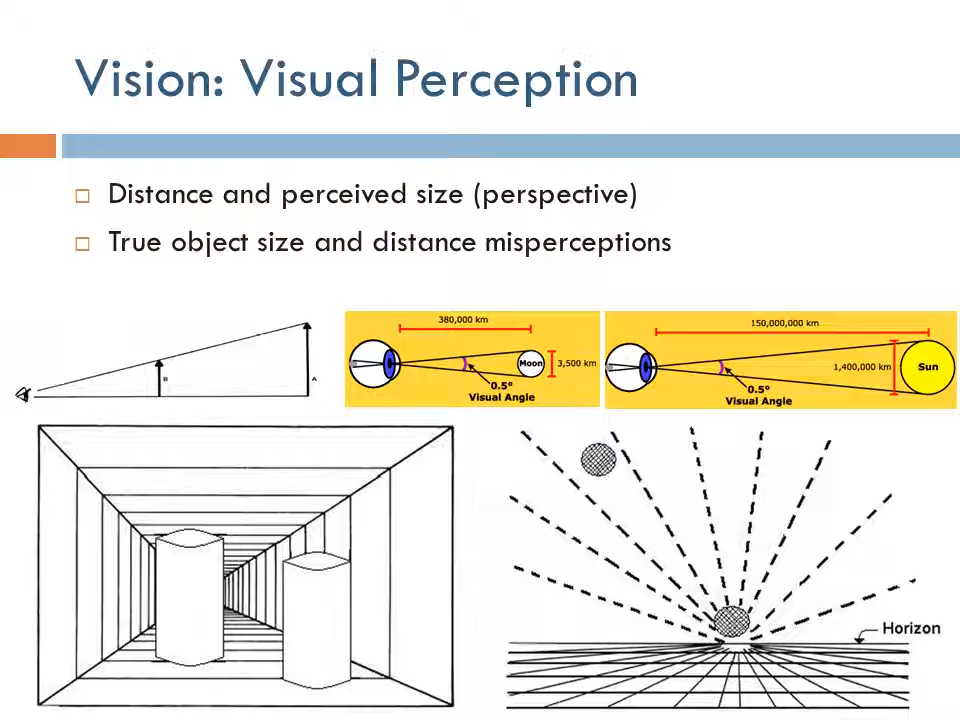 Vision: Visual Perception
Distance and perceived size (perspective)
True object size and distance misperceptions
B
A
380,000 km
Moon
3,500 km
0.5°
Visual Angle
150,000,000 km
1,400,000 km
Sun
0.5°
Visual Angle
Horizon